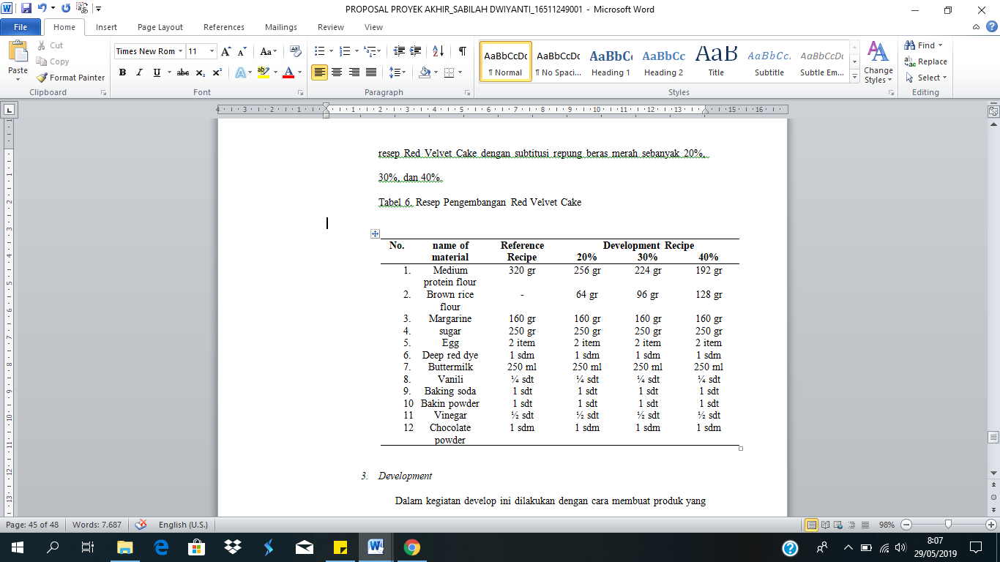 PROPOSAL PROYEK AKHIR_SABILAH DWIYANTI_16511249001 - Microsoft Word
File Home Insert Page Layout References Mailings Review View
Paste
Cut
Copy
Format Painter
Clipboard
Times New Rom 11
Font
Paragraph
AaBbCcDc AaBbCcDc AaBbC AaBbCc AaB AaBbCc. AaBbCcDc
¶ Normal ¶ No Spaci... Heading 1 Heading 2 Title Subtitle Subtle Em...
Styles
Change
Styles
Find
Replace
Select
Editing
resep Red Velvet Cake dengan subtitusi repung beras merah sebanyak 20%,
30%, dan 40%.
Tabel 6. Resep Pengembangan Red Velvet Cake
No. name of Reference Development Recipe
material Recipe 20% 30% 40%
1. Medium 320 gr 256 gr 224 gr 192 gr
protein flour
2. Brown rice - 64 gr 96 gr 128 gr
flour
3. Margarine 160 gr 160 gr 160 gr 160 gr
4. sugar 250 gr 250 gr 250 gr 250 gr
5. Egg 2 item 2 item 2 item 2 item
6. Deep red dye 1 sdm 1 sdm 1 sdm 1 sdm
7. Buttermilk 250 ml 250 ml 250 ml 250 ml
8. Vanili ¼ sdt ¼ sdt ¼ sdt ¼ sdt
9. Baking soda 1 sdt 1 sdt 1 sdt 1 sdt
10 Bakin powder 1 sdt 1 sdt 1 sdt 1 sdt
11 Vinegar ½ sdt ½ sdt ½ sdt ½ sdt
12 Chocolate 1 sdm 1 sdm 1 sdm 1 sdm
powder
3. Development
Dalam kegiatan develop ini dilakukan dengan cara membuat produk yang
Page: 45 of 48 Words: 7.687 English (U.S.) 98%
8:07
29/05/2019